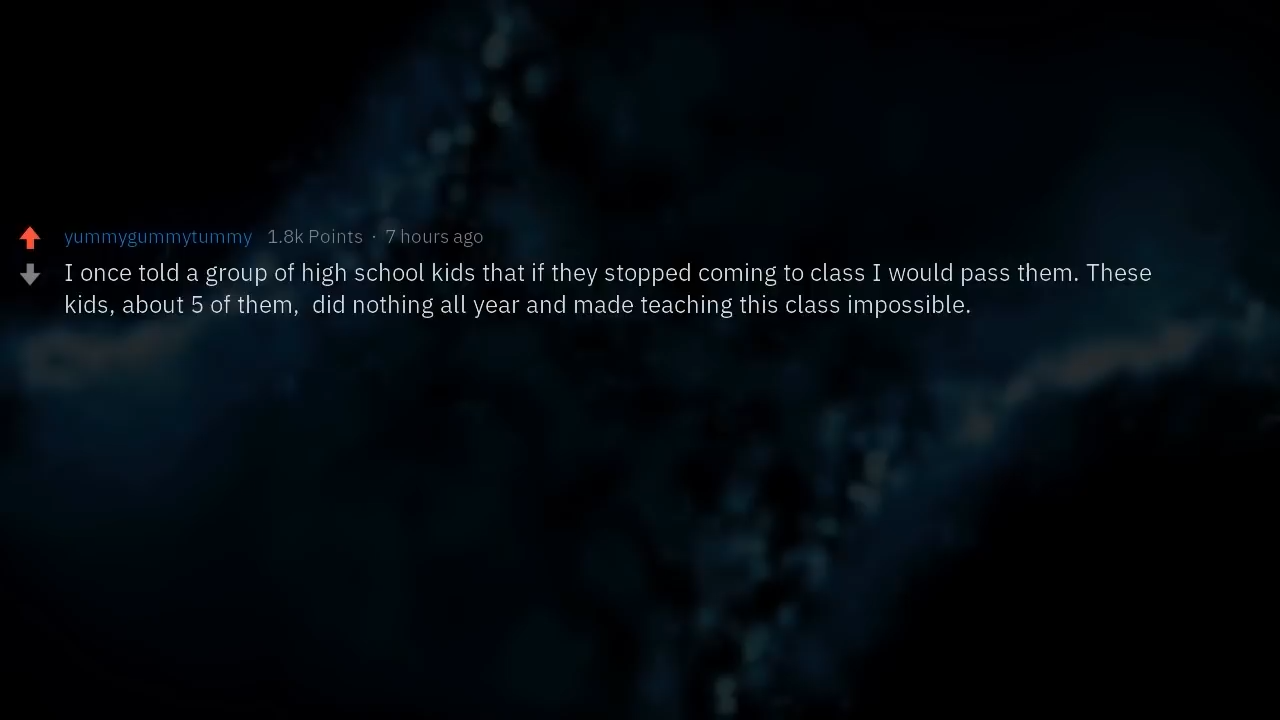 yummygummytummy 1.8k Points · 7 hours ago
I once told a group of high school kids that if they stopped coming to class I would pass them. These
kids, about 5 of them,  did nothing all year and made teaching this class impossible.